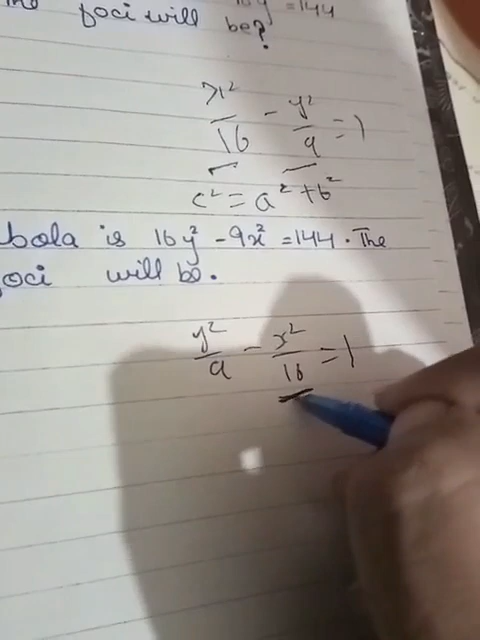 foci will be?
=144
x²/16 - y²/9 = 1
c² = a² + b²
bola is 16y² - 9x² = 144. The
oci will be.
y²/9 - x²/16 = 1